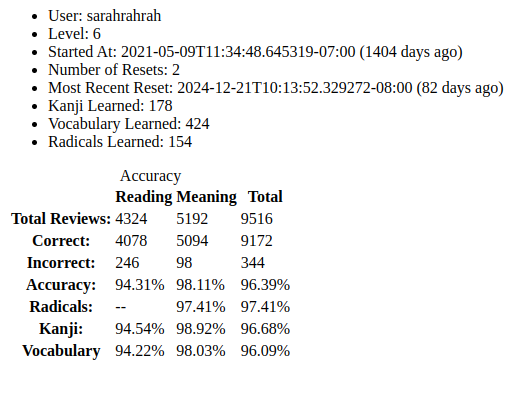 User: sarahrahrah
Level: 6
Started At: 2021-05-09T11:34:48.645319-07:00 (1404 days ago)
Number of Resets: 2
Most Recent Reset: 2024-12-21T10:13:52.329272-08:00 (82 days ago)
Kanji Learned: 178
Vocabulary Learned: 424
Radicals Learned: 154
Accuracy
Reading Meaning Total
Total Reviews: 4324 5192 9516
Correct: 4078 5094 9172
Incorrect: 246 98 344
Accuracy: 94.31% 98.11% 96.39%
Radicals: -- 97.41% 97.41%
Kanji: 94.54% 98.92% 96.68%
Vocabulary 94.22% 98.03% 96.09%